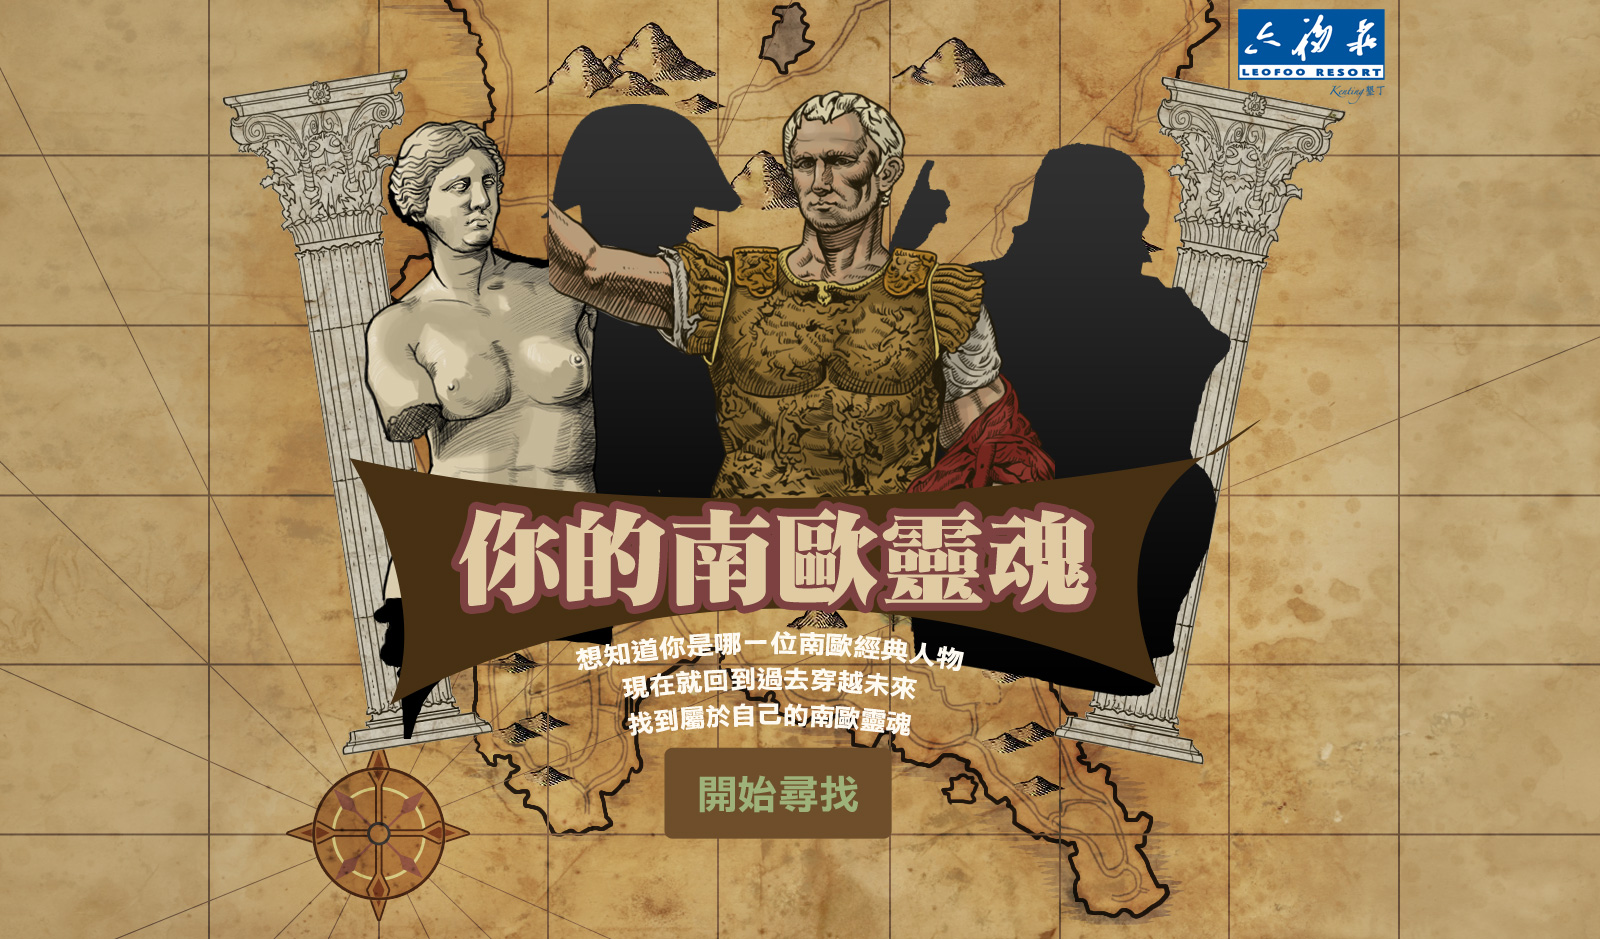 六福莊
LEOFOO RESORT
Kenting墾丁
你的南歐靈魂
想知道你是哪一位南歐經典人物
現在就回到過去穿越未來
找到屬於自己的南歐靈魂
開始尋找